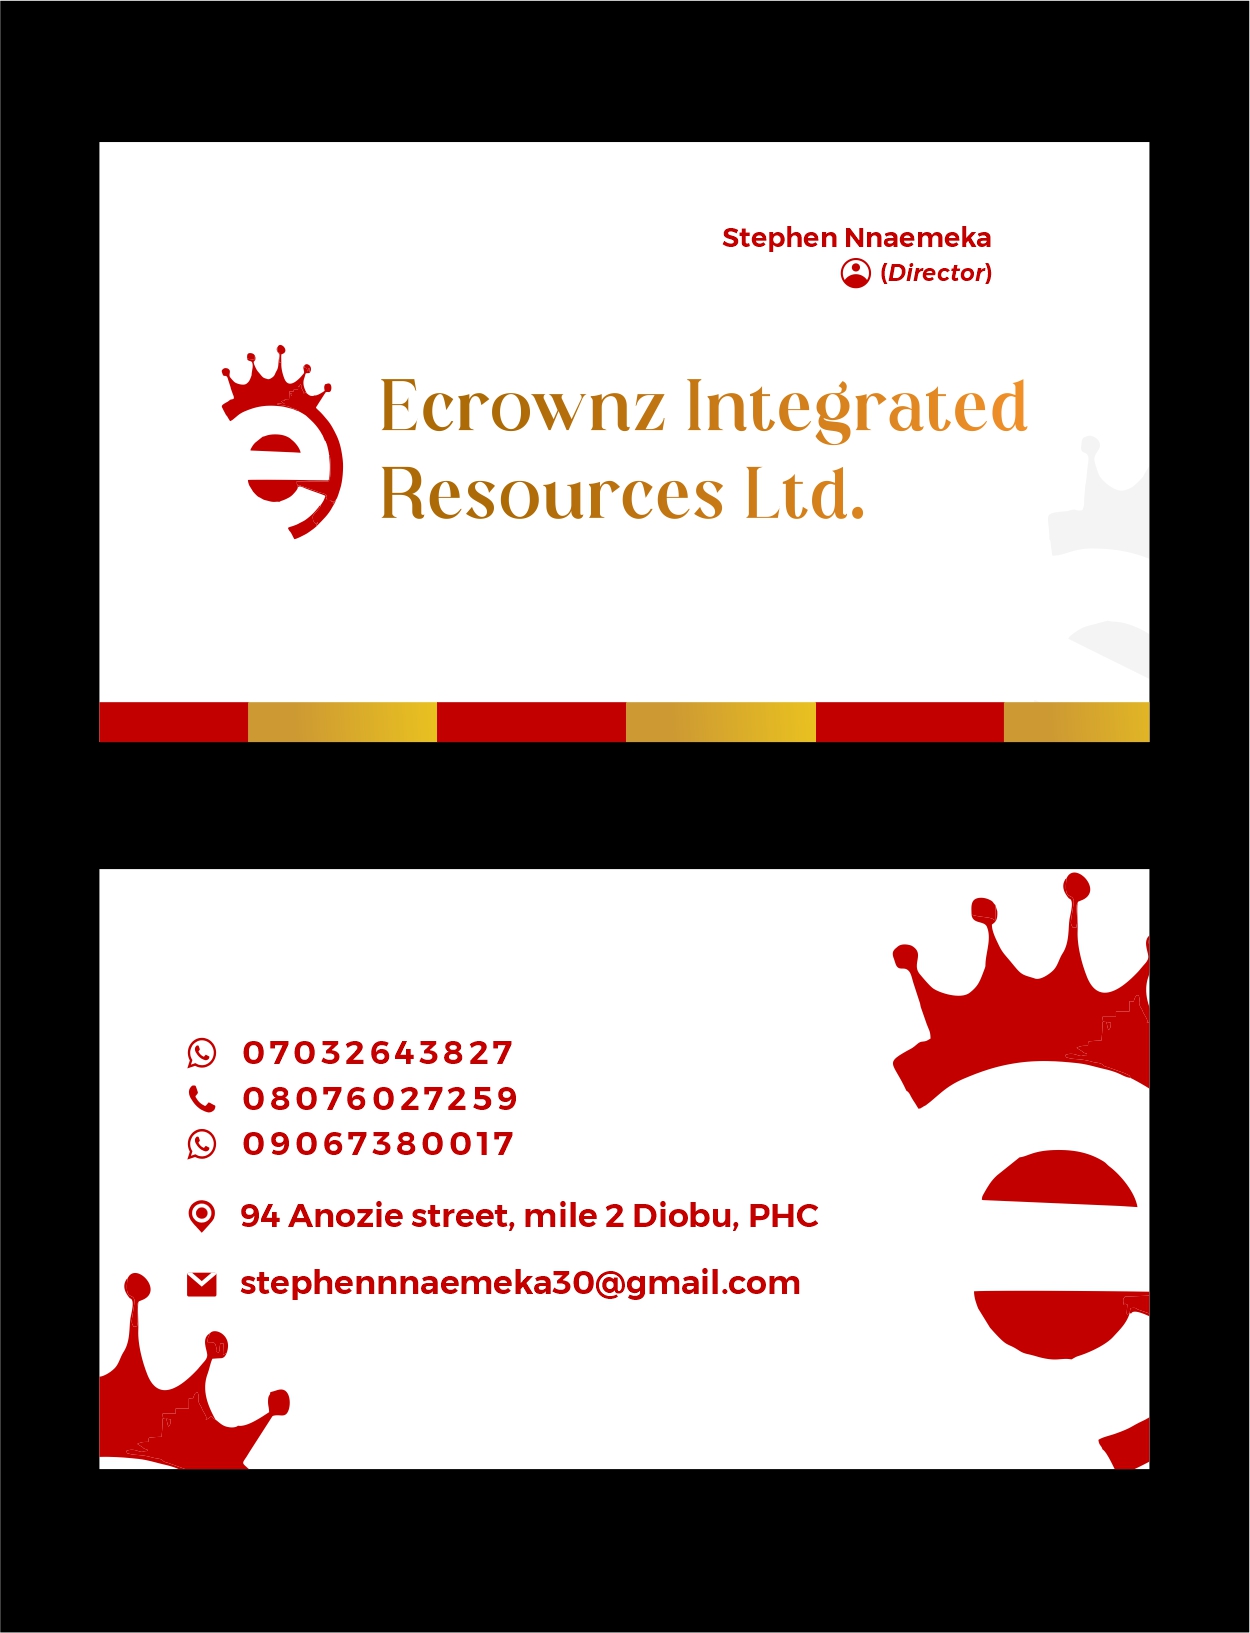 Stephen Nnaemeka
(Director)
Ecrownz Integrated
Resources Ltd.
07032643827
08076027259
09067380017
94 Anozie street, mile 2 Diobu, PHC
stephennnaemeka30@gmail.com